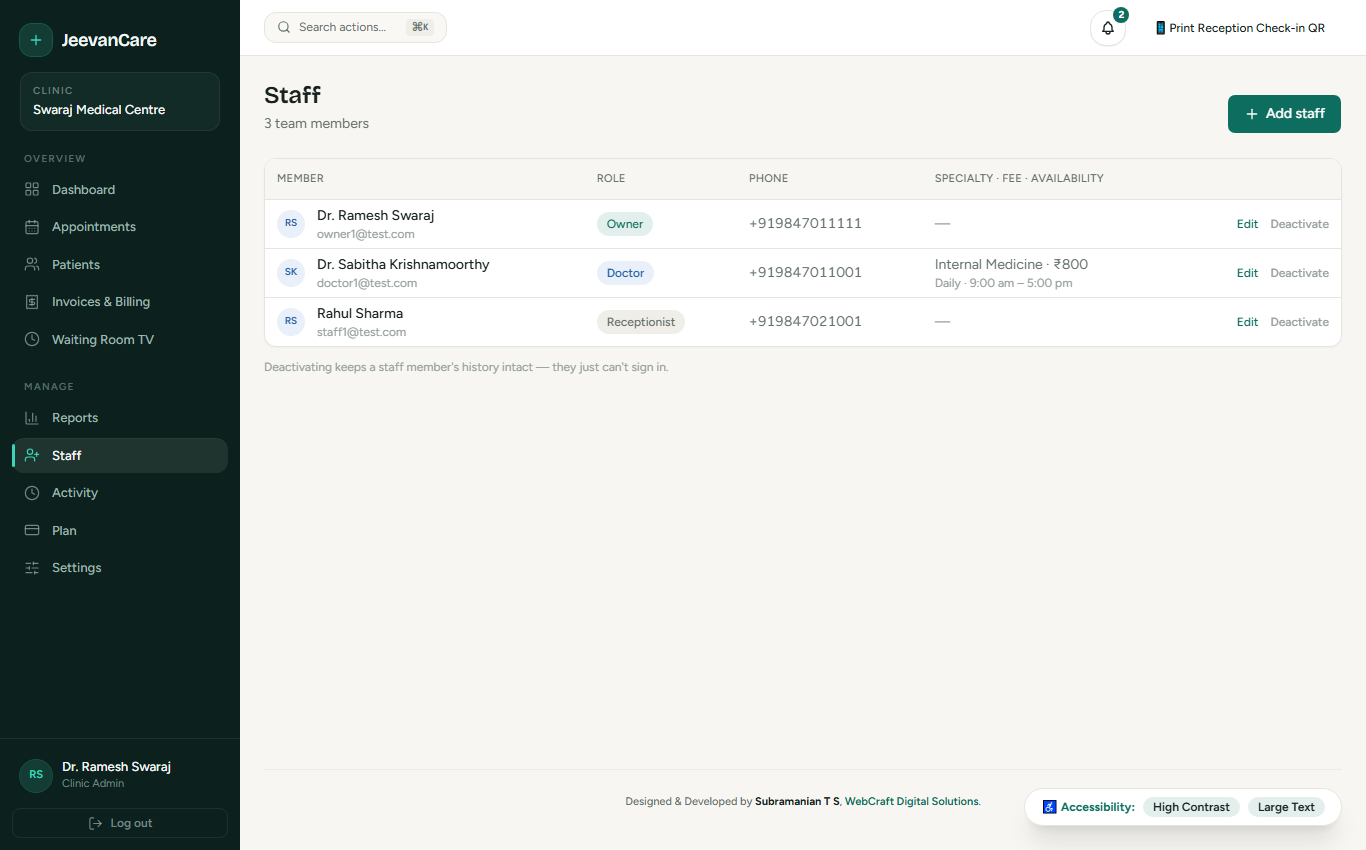 JeevanCare
CLINIC
Swaraj Medical Centre
OVERVIEW
Dashboard
Appointments
Patients
Invoices & Billing
Waiting Room TV
MANAGE
Reports
Staff
Activity
Plan
Settings
RS
Dr. Ramesh Swaraj
Clinic Admin
Log out
Search actions... ⌘K
2
Print Reception Check-in QR
Staff
3 team members
+ Add staff
MEMBER ROLE PHONE SPECIALTY · FEE · AVAILABILITY
RS Dr. Ramesh Swaraj Owner +919847011111 — Edit Deactivate
owner1@test.com
SK Dr. Sabitha Krishnamoorthy Doctor +919847011001 Internal Medicine · ₹800 Edit Deactivate
doctor1@test.com Daily · 9:00 am – 5:00 pm
RS Rahul Sharma Receptionist +919847021001 — Edit Deactivate
staff1@test.com
Deactivating keeps a staff member's history intact — they just can't sign in.
Designed & Developed by Subramanian T S, WebCraft Digital Solutions.
Accessibility: High Contrast Large Text